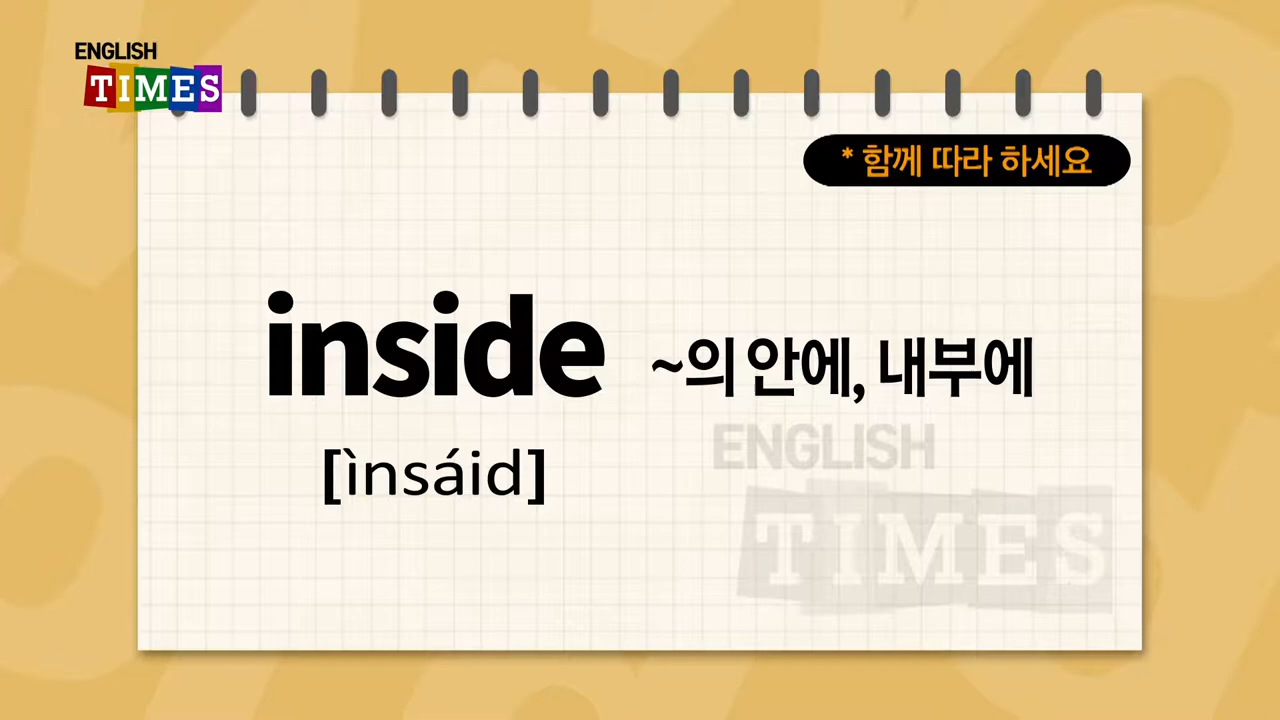 ENGLISH
TIMES
* 함께 따라 하세요
inside ~의 안에, 내부에
[ìnsáid]
ENGLISH
TIMES